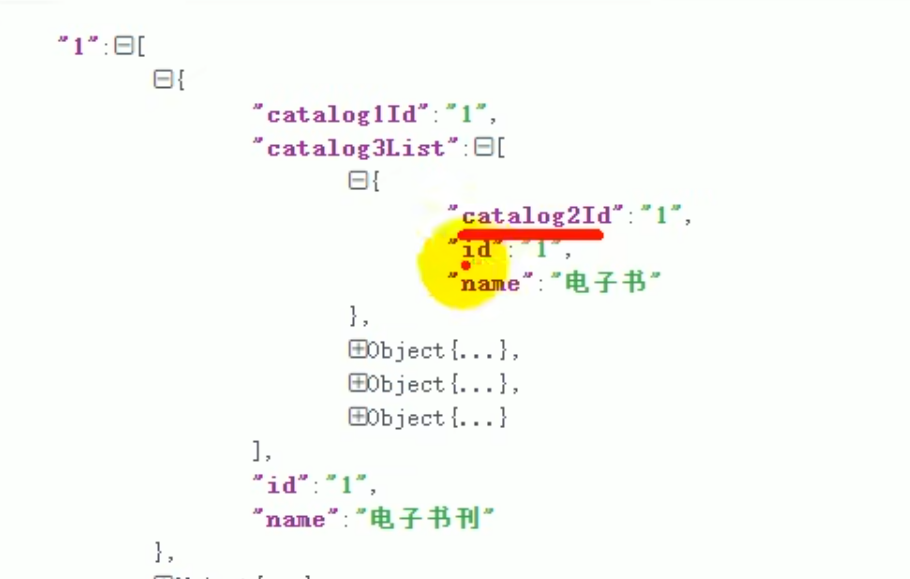 "1":[
{
"catalog1Id":"1",
"catalog3List":[
{
"catalog2Id":"1",
"id":"1",
"name":"电子书"
},
Object{...},
Object{...},
Object{...}
],
"id":"1",
"name":"电子书刊"
},